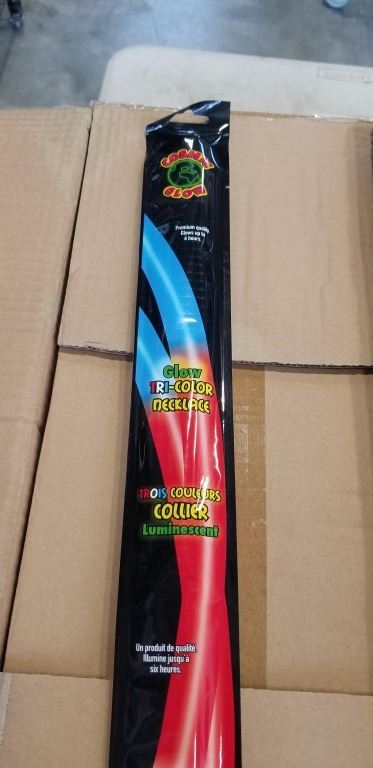 COSMIC
GLOW
Premium quality
Glows up to
6 hours.
Glow
TRI-COLOR
NECKLACE
TROIS COULEURS
COLLIER
Luminescent
Un produit de qualité
Illumine jusqu'à
six heures.